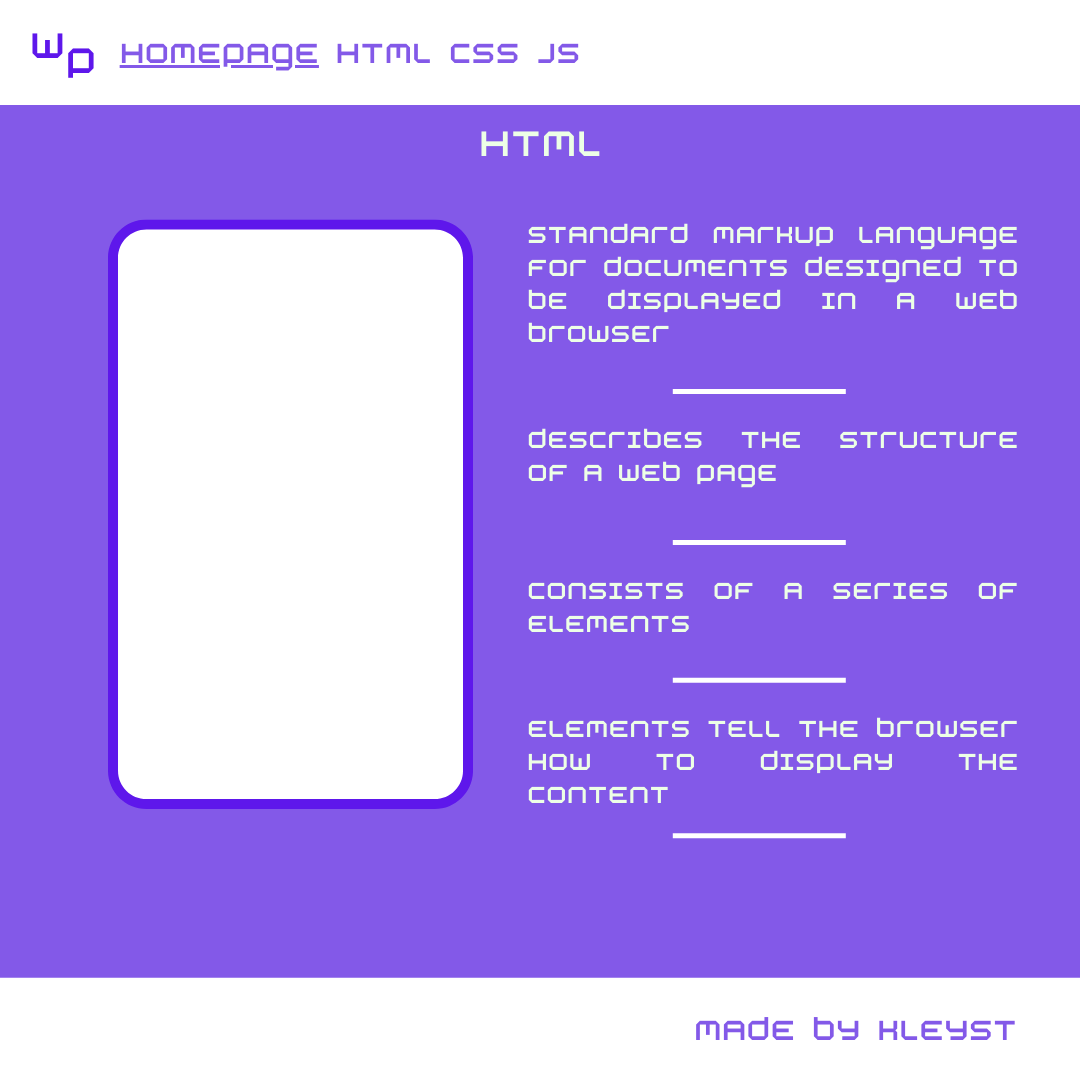 WP
HOMEPAGE HTML CSS JS
HTML
STANDARD MARKUP LANGUAGE
FOR DOCUMENTS DESIGNED TO
BE DISPLAYED IN A WEB
BROWSER
DESCRIBES THE STRUCTURE
OF A WEB PAGE
CONSISTS OF A SERIES OF
ELEMENTS
ELEMENTS TELL THE BROWSER
HOW TO DISPLAY THE
CONTENT
MADE BY KLEYST